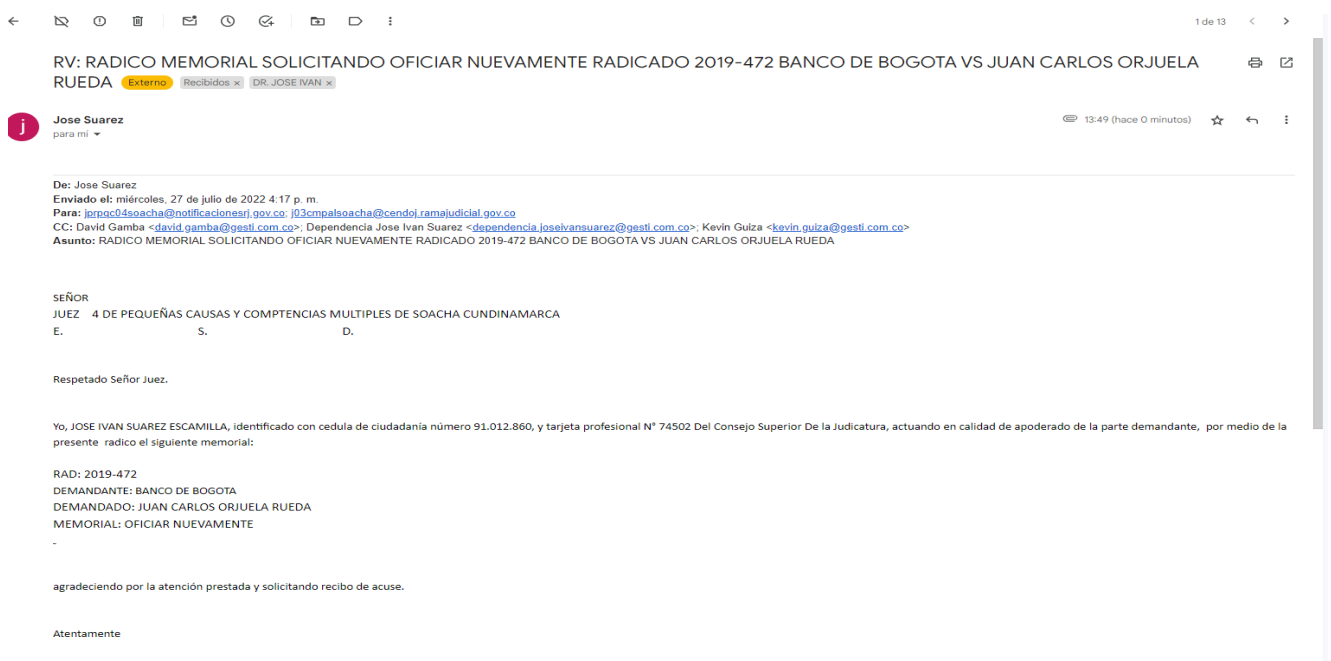 1 de 13
RV: RADICO MEMORIAL SOLICITANDO OFICIAR NUEVAMENTE RADICADO 2019-472 BANCO DE BOGOTA VS JUAN CARLOS ORJUELA
RUEDA Externo Recibidos x DR. JOSE IVAN x
j
Jose Suarez
13:49 (hace 0 minutos)
para mí
De: Jose Suarez
Enviado el: miércoles, 27 de julio de 2022 4:17 p. m.
Para: jprpqc04soacha@notificacionesrj.gov.co; j03cmpalsoacha@cendoj.ramajudicial.gov.co
CC: David Gamba <david.gamba@gesti.com.co>; Dependencia Jose Ivan Suarez <dependencia.joseivansuarez@gesti.com.co>; Kevin Guiza <kevin.guiza@gesti.com.co>
Asunto: RADICO MEMORIAL SOLICITANDO OFICIAR NUEVAMENTE RADICADO 2019-472 BANCO DE BOGOTA VS JUAN CARLOS ORJUELA RUEDA
SEÑOR
JUEZ 4 DE PEQUEÑAS CAUSAS Y COMPTENCIAS MULTIPLES DE SOACHA CUNDINAMARCA
E. S. D.
Respetado Señor Juez.
Yo, JOSE IVAN SUAREZ ESCAMILLA, identificado con cedula de ciudadanía número 91.012.860, y tarjeta profesional N° 74502 Del Consejo Superior De la Judicatura, actuando en calidad de apoderado de la parte demandante, por medio de la
presente radico el siguiente memorial:
RAD: 2019-472
DEMANDANTE: BANCO DE BOGOTA
DEMANDADO: JUAN CARLOS ORJUELA RUEDA
MEMORIAL: OFICIAR NUEVAMENTE
-
agradeciendo por la atención prestada y solicitando recibo de acuse.
Atentamente